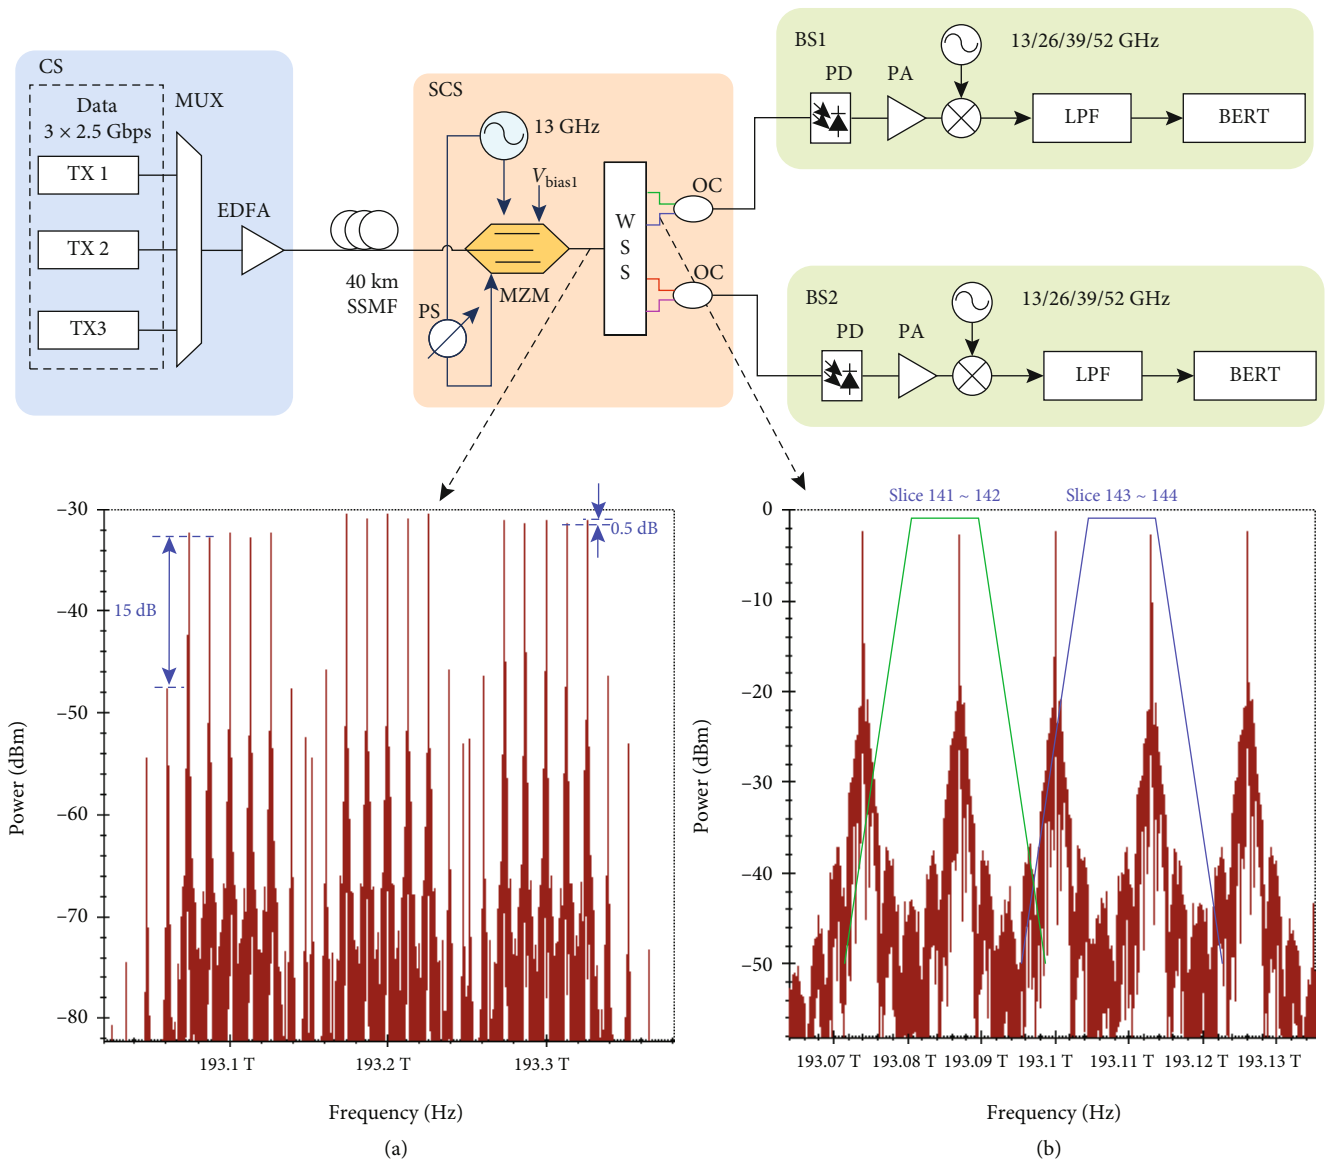 CS
Data
3 × 2.5 Gbps
MUX
TX 1
TX 2
TX3
EDFA
40 km
SSMF
SCS
13 GHz
V bias1
MZM
PS
W
S
S
OC
OC
BS1
PD
PA
13/26/39/52 GHz
LPF
BERT
BS2
PD
PA
13/26/39/52 GHz
LPF
BERT
−30
−40
−50
−60
−70
−80
Power (dBm)
15 dB
0.5 dB
193.1 T
193.2 T
193.3 T
Frequency (Hz)
(a)
Slice 141 ~ 142
Slice 143 ~ 144
0
−10
−20
−30
−40
−50
Power (dBm)
193.07 T
193.08 T
193.09 T
193.1 T
193.11 T
193.12 T
193.13 T
Frequency (Hz)
(b)